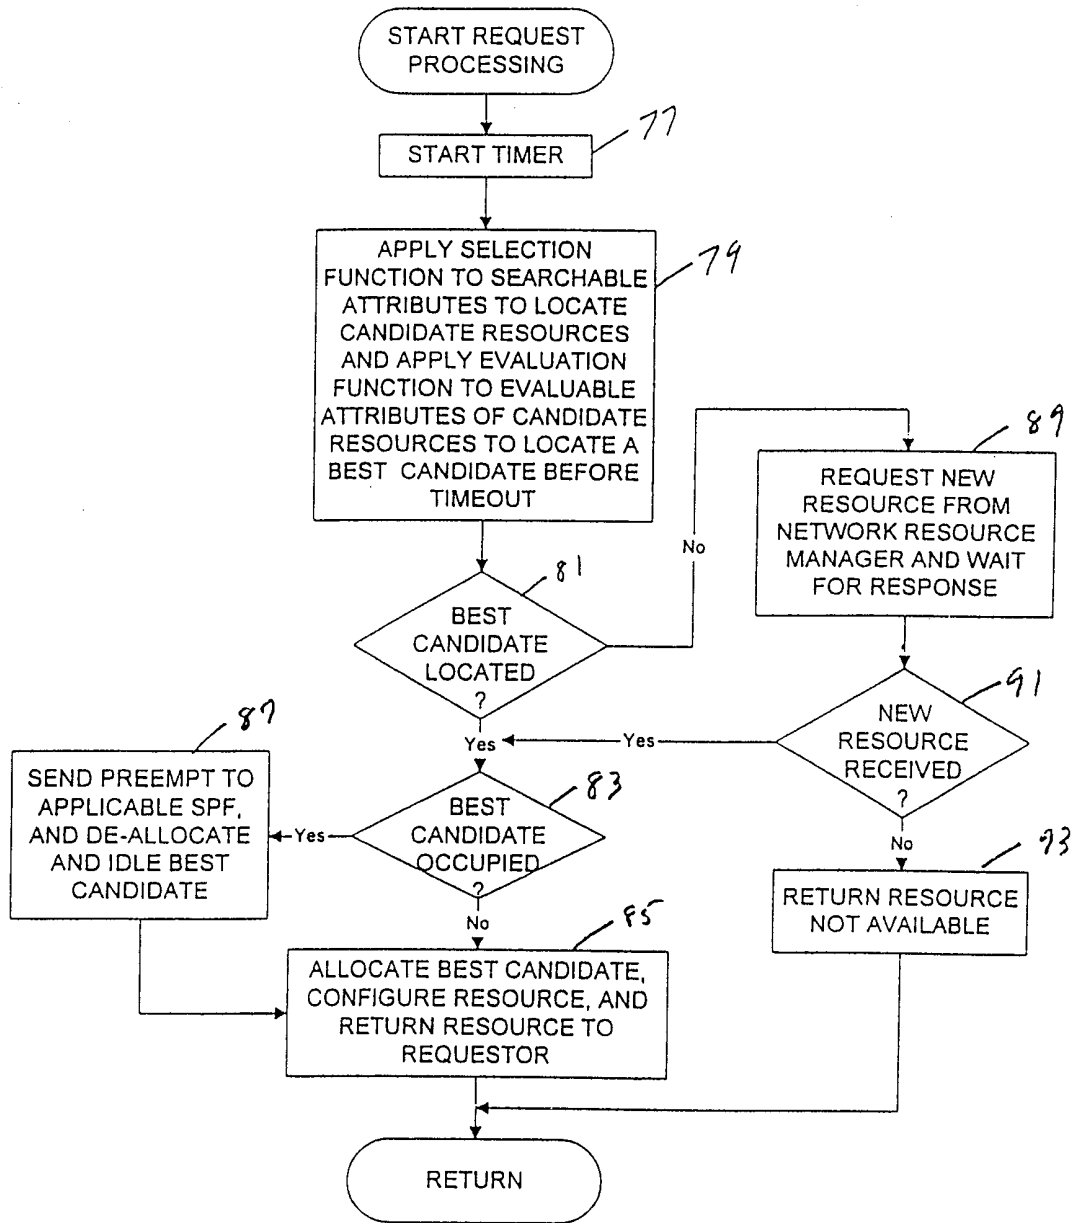 START REQUEST
PROCESSING
77
START TIMER
79
APPLY SELECTION
FUNCTION TO SEARCHABLE
ATTRIBUTES TO LOCATE
CANDIDATE RESOURCES
AND APPLY EVALUATION
FUNCTION TO EVALUABLE
ATTRIBUTES OF CANDIDATE
RESOURCES TO LOCATE A
BEST CANDIDATE BEFORE
TIMEOUT
89
REQUEST NEW
RESOURCE FROM
NETWORK RESOURCE
MANAGER AND WAIT
FOR RESPONSE
No
81
BEST
CANDIDATE
LOCATED
?
Yes
91
NEW
RESOURCE
RECEIVED
?
Yes
No
87
SEND PREEMPT TO
APPLICABLE SPF,
AND DE-ALLOCATE
AND IDLE BEST
CANDIDATE
83
BEST
CANDIDATE
OCCUPIED
?
Yes
No
93
RETURN RESOURCE
NOT AVAILABLE
85
ALLOCATE BEST CANDIDATE,
CONFIGURE RESOURCE, AND
RETURN RESOURCE TO
REQUESTOR
RETURN